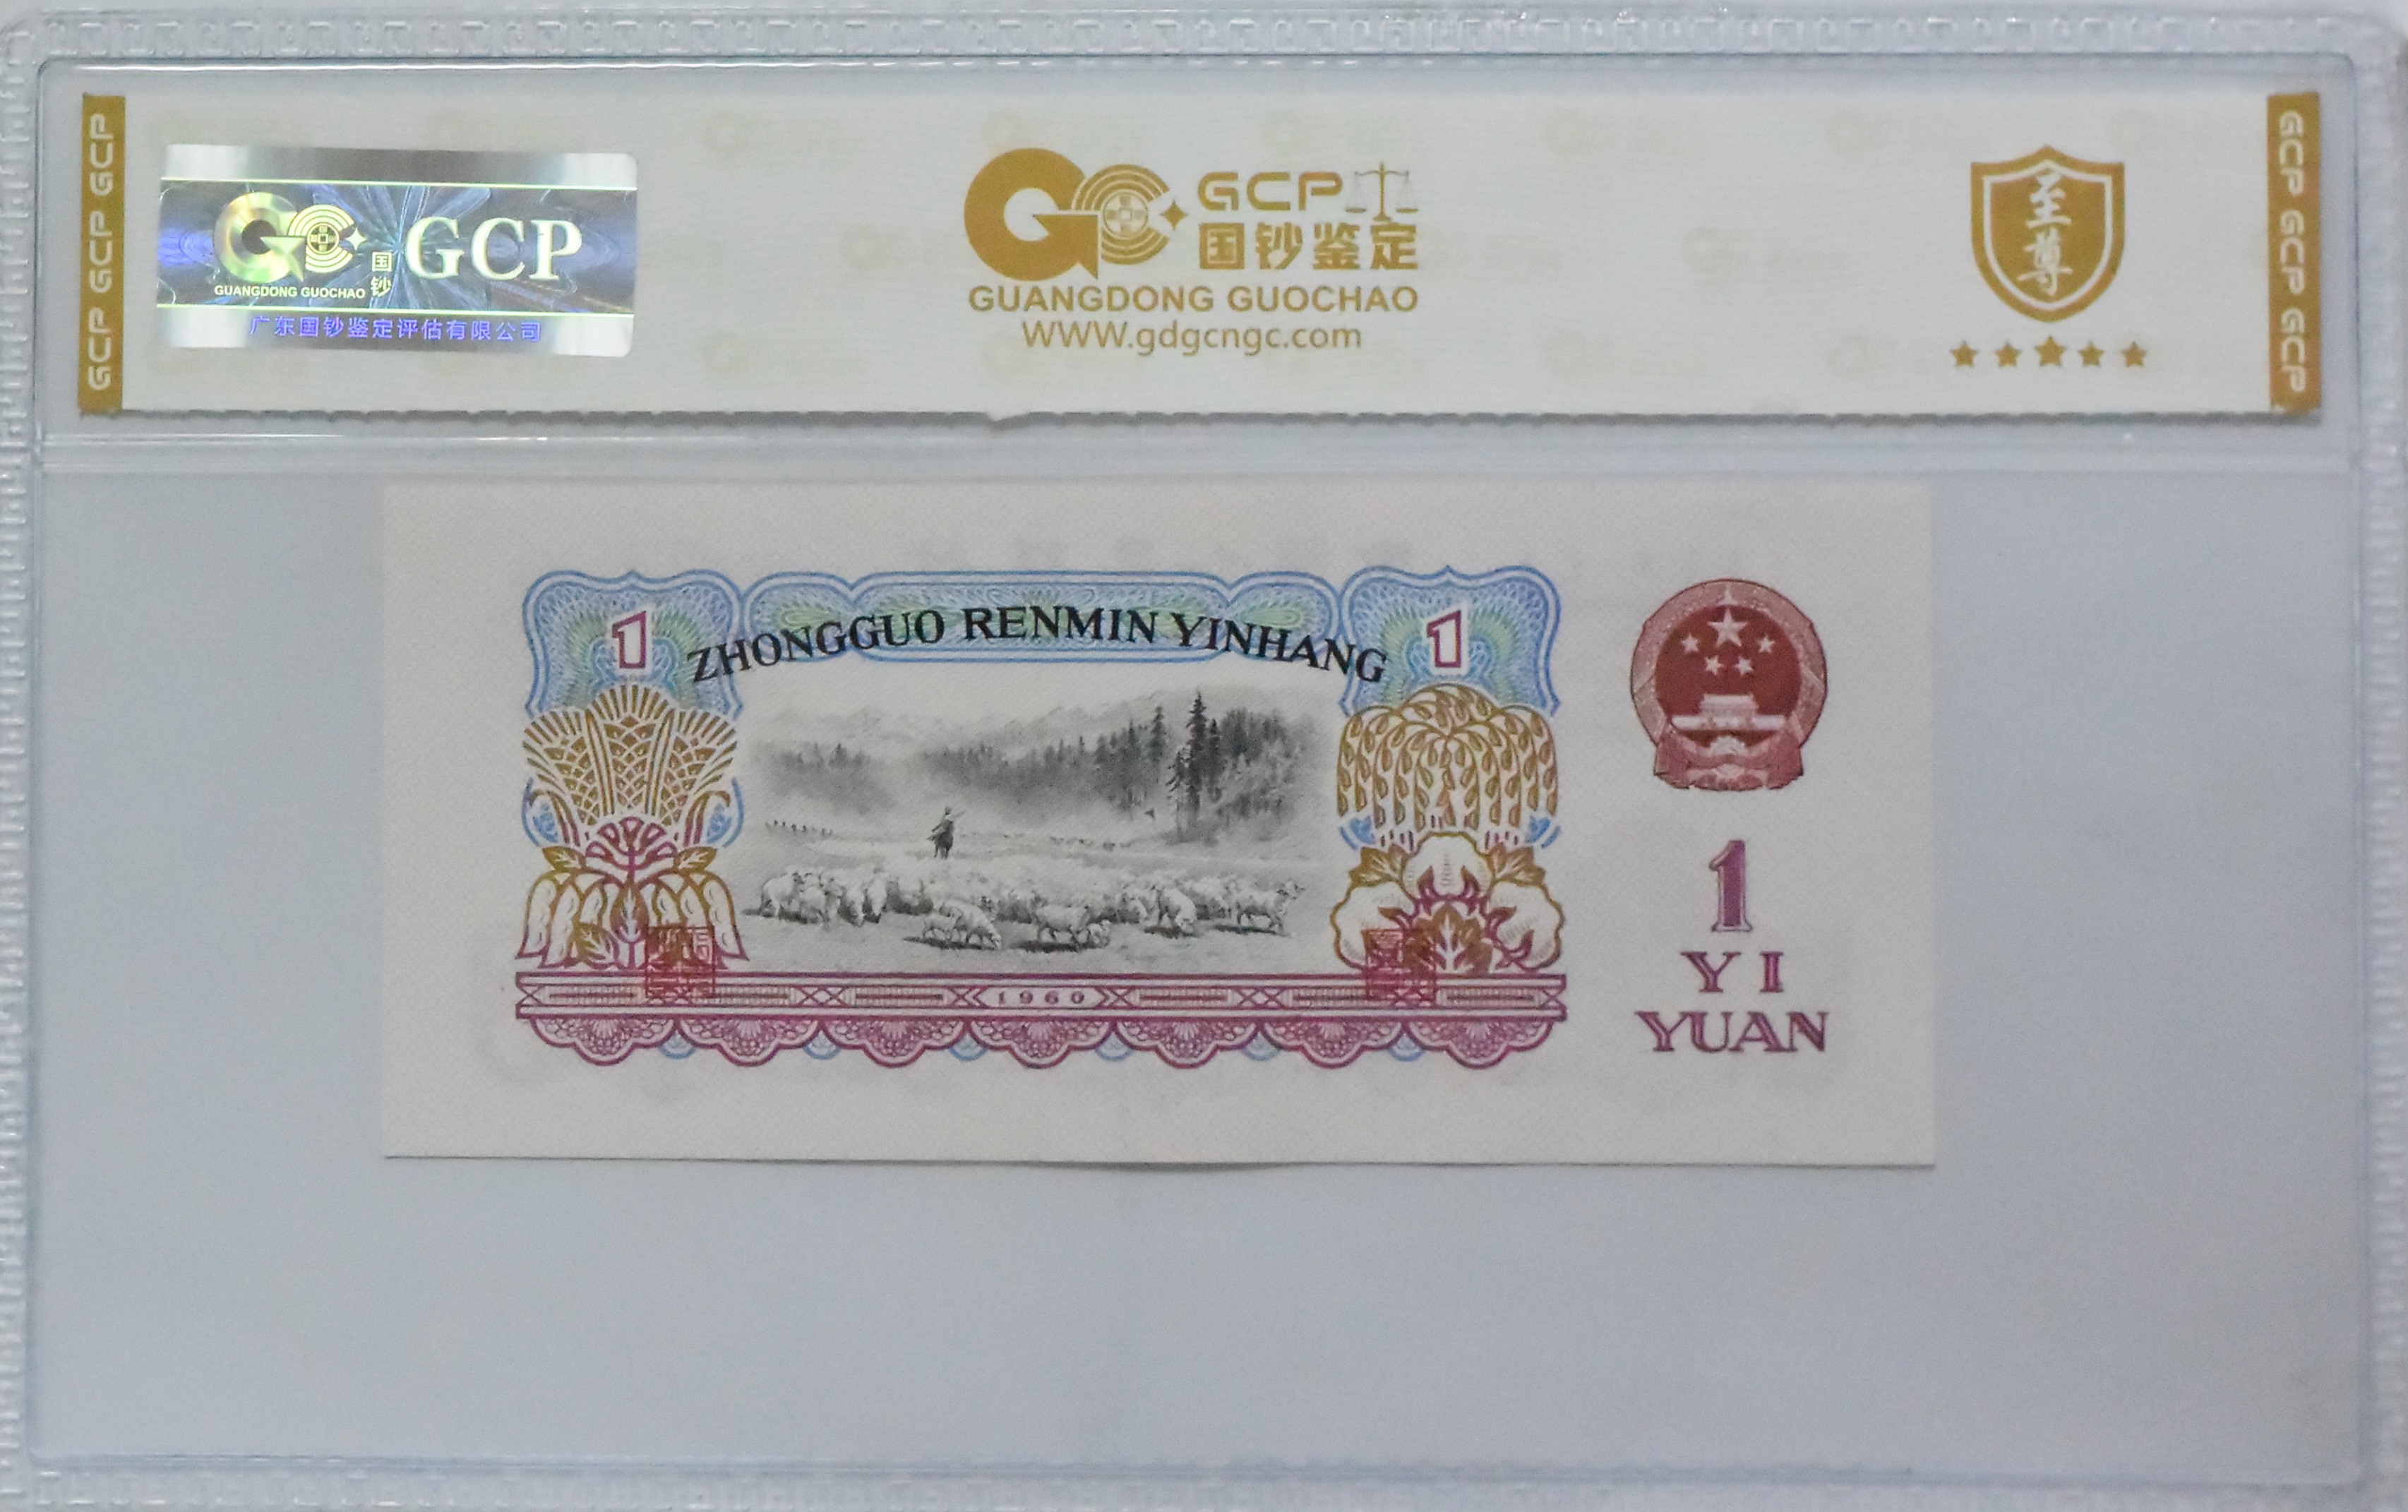 GCP GCP GCP
GUANGDONG GUOCHAO
国钞
GCP
广东国钞鉴定评估有限公司
GCP
国钞鉴定
GUANGDONG GUOCHAO
WWW.gdgcngc.com
至尊
GCP GCP GCP
1
ZHONGGUO RENMIN YINHANG
1
1960
1
YI
YUAN